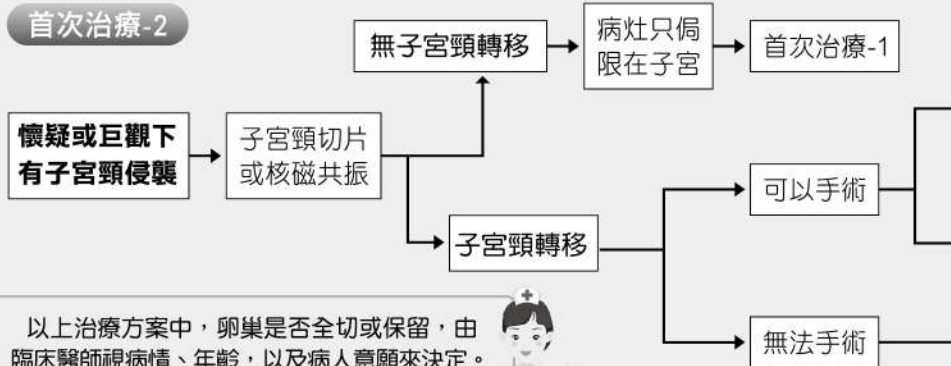 首次治療-2
無子宮頸轉移
病灶只侷
限在子宮
首次治療-1
懷疑或巨觀下
有子宮頸侵襲
子宮頸切片
或核磁共振
可以手術
子宮頸轉移
無法手術
以上治療方案中，卵巢是否全切或保留，由
臨床醫師視病情、年齡，以及病人意願來決定。